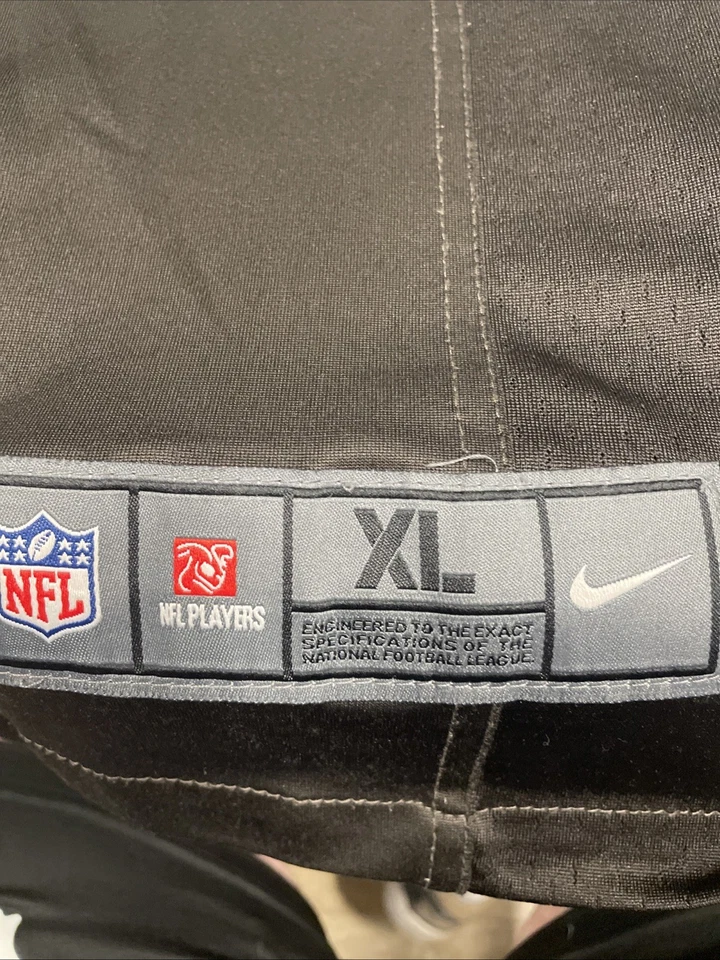 NFL
NFL PLAYERS
XL
ENGINEERED TO THE EXACT
SPECIFICATIONS OF THE
NATIONAL FOOTBALL LEAGUE.